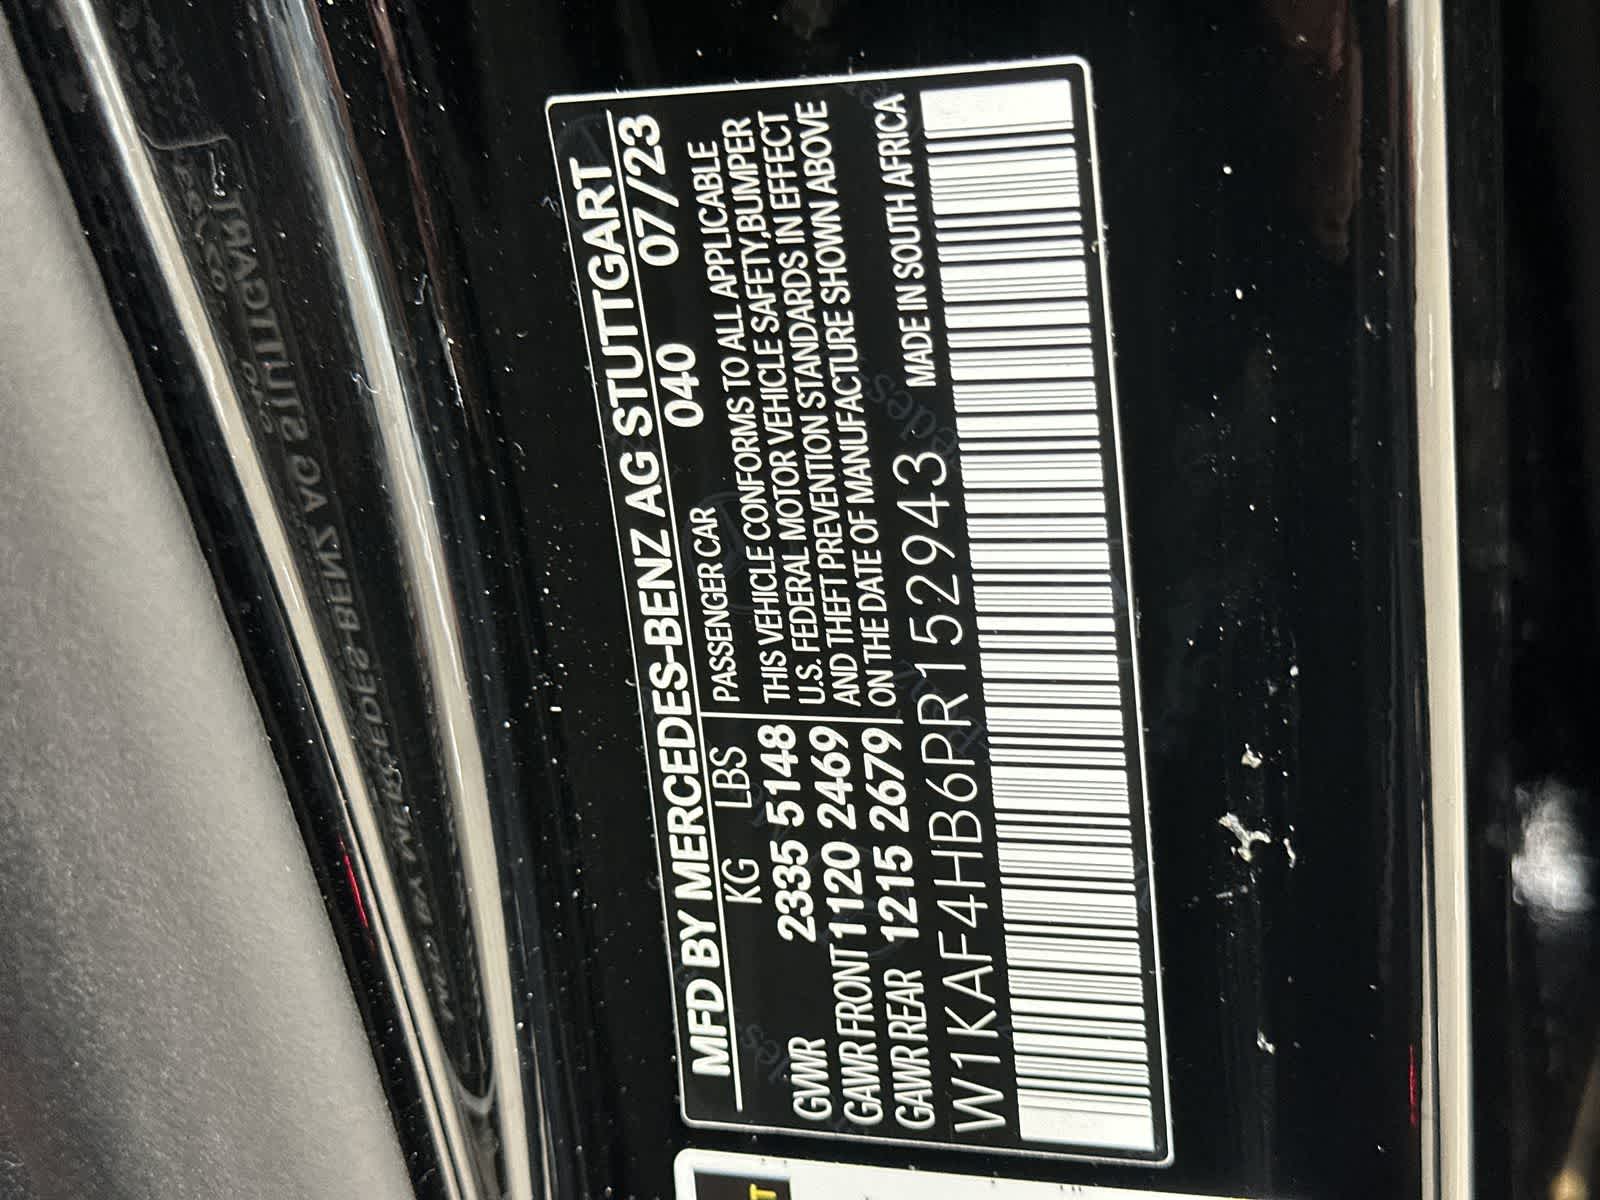 MFD BY MERCEDES-BENZ AG STUTTGART
KG LBS 040 07/23
GVWR 2335 5148
GAWR FRONT 1120 2469
GAWR REAR 1215 2679
PASSENGER CAR
THIS VEHICLE CONFORMS TO ALL APPLICABLE
U.S. FEDERAL MOTOR VEHICLE SAFETY,BUMPER
AND THEFT PREVENTION STANDARDS IN EFFECT
ON THE DATE OF MANUFACTURE SHOWN ABOVE
W1KAF4HB6PR152943 MADE IN SOUTH AFRICA